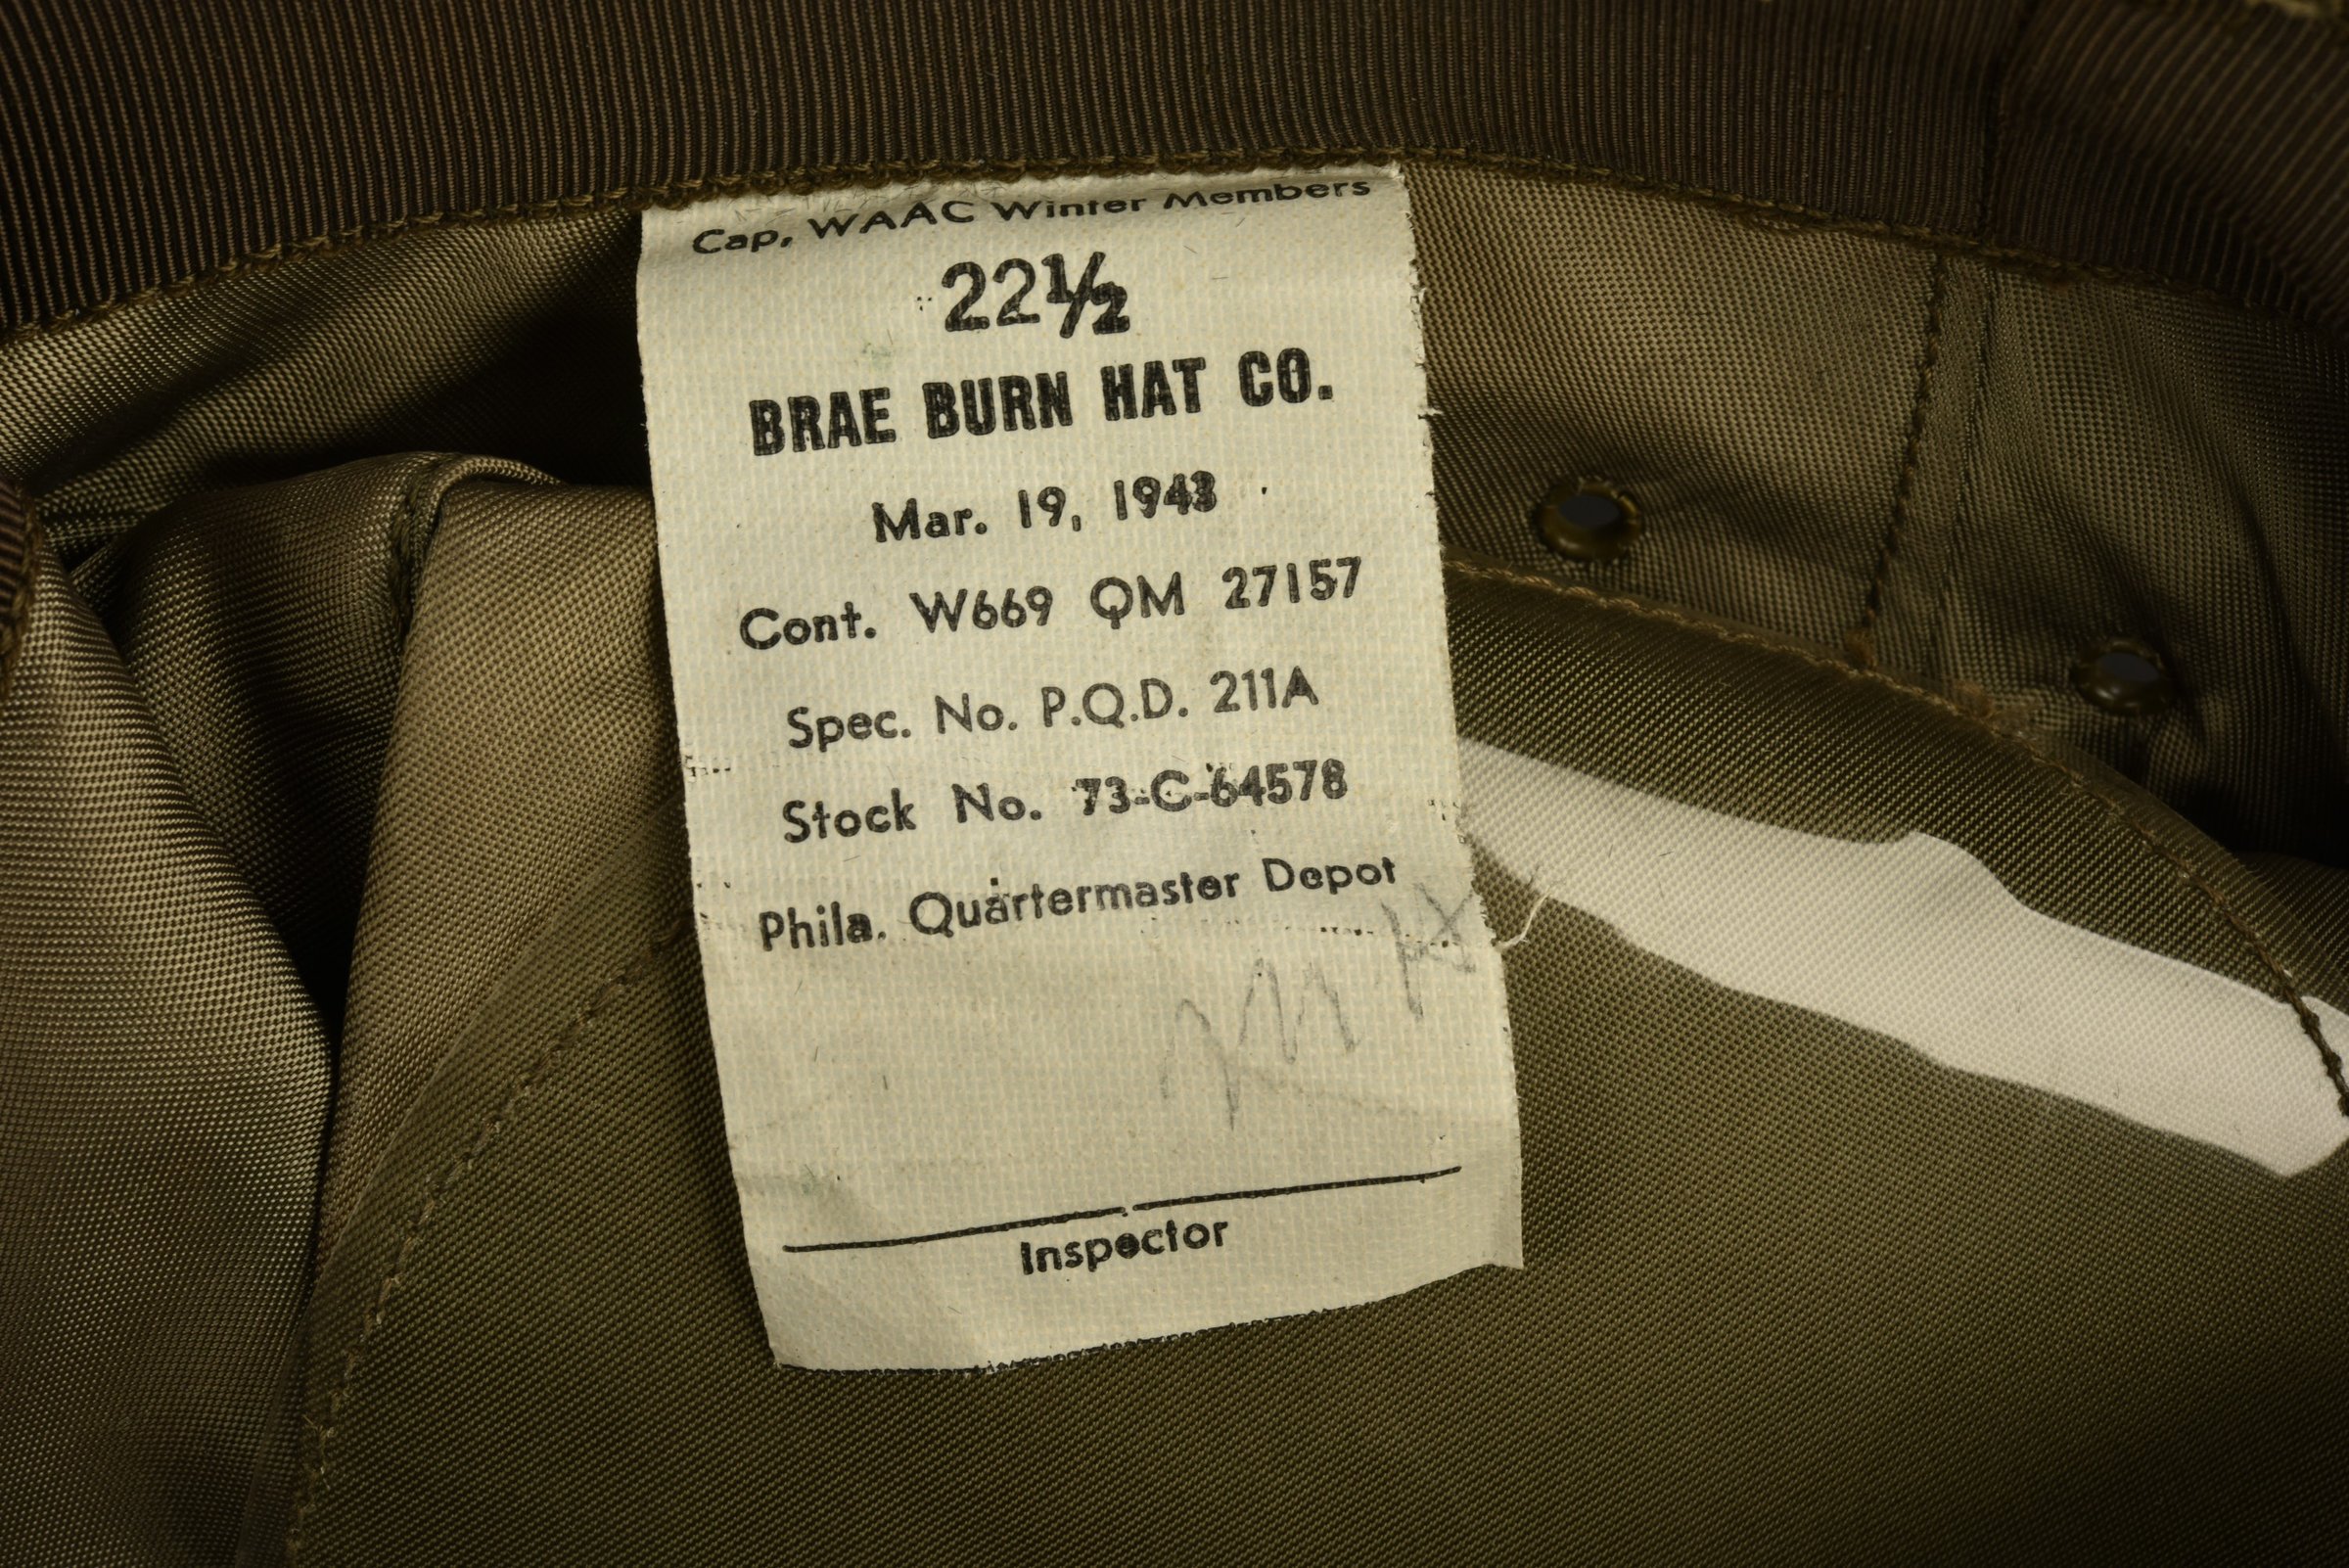 Cap, WAAC Winter Members
22½
BRAE BURN HAT CO.
Mar. 19, 1943
Cont. W669 QM 27157
Spec. No. P.Q.D. 211A
Stock No. 73-C-64578
Phila. Quartermaster Depot
Inspector